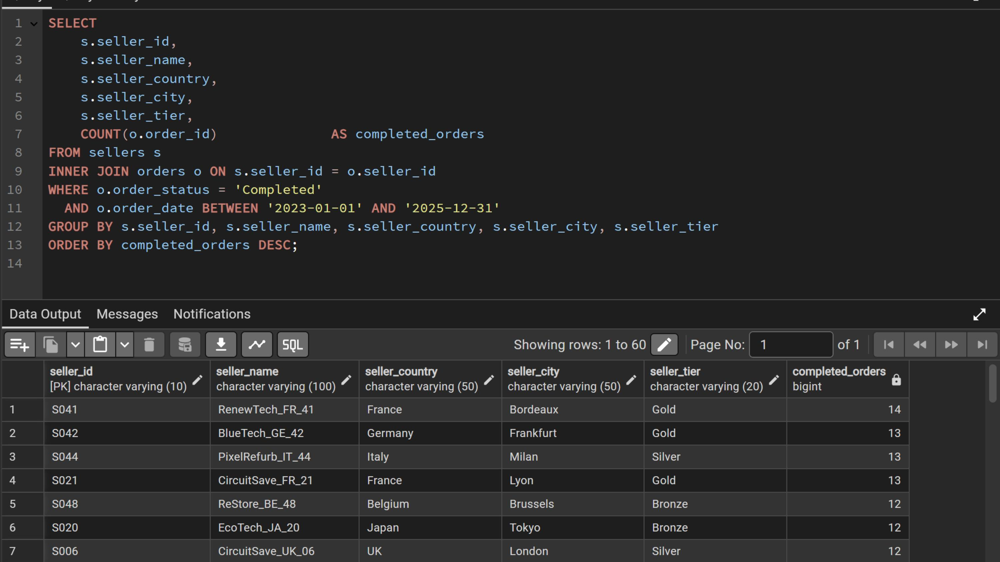 1 SELECT
2 s.seller_id,
3 s.seller_name,
4 s.seller_country,
5 s.seller_city,
6 s.seller_tier,
7 COUNT(o.order_id) AS completed_orders
8 FROM sellers s
9 INNER JOIN orders o ON s.seller_id = o.seller_id
10 WHERE o.order_status = 'Completed'
11 AND o.order_date BETWEEN '2023-01-01' AND '2025-12-31'
12 GROUP BY s.seller_id, s.seller_name, s.seller_country, s.seller_city, s.seller_tier
13 ORDER BY completed_orders DESC;
14
Data Output Messages Notifications
SQL Showing rows: 1 to 60 Page No: 1 of 1
seller_id seller_name seller_country seller_city seller_tier completed_orders
[PK] character varying (10) character varying (100) character varying (50) character varying (50) character varying (20) bigint
1 S041 RenewTech_FR_41 France Bordeaux Gold 14
2 S042 BlueTech_GE_42 Germany Frankfurt Gold 13
3 S044 PixelRefurb_IT_44 Italy Milan Silver 13
4 S021 CircuitSave_FR_21 France Lyon Gold 13
5 S048 ReStore_BE_48 Belgium Brussels Bronze 12
6 S020 EcoTech_JA_20 Japan Tokyo Bronze 12
7 S006 CircuitSave_UK_06 UK London Silver 12